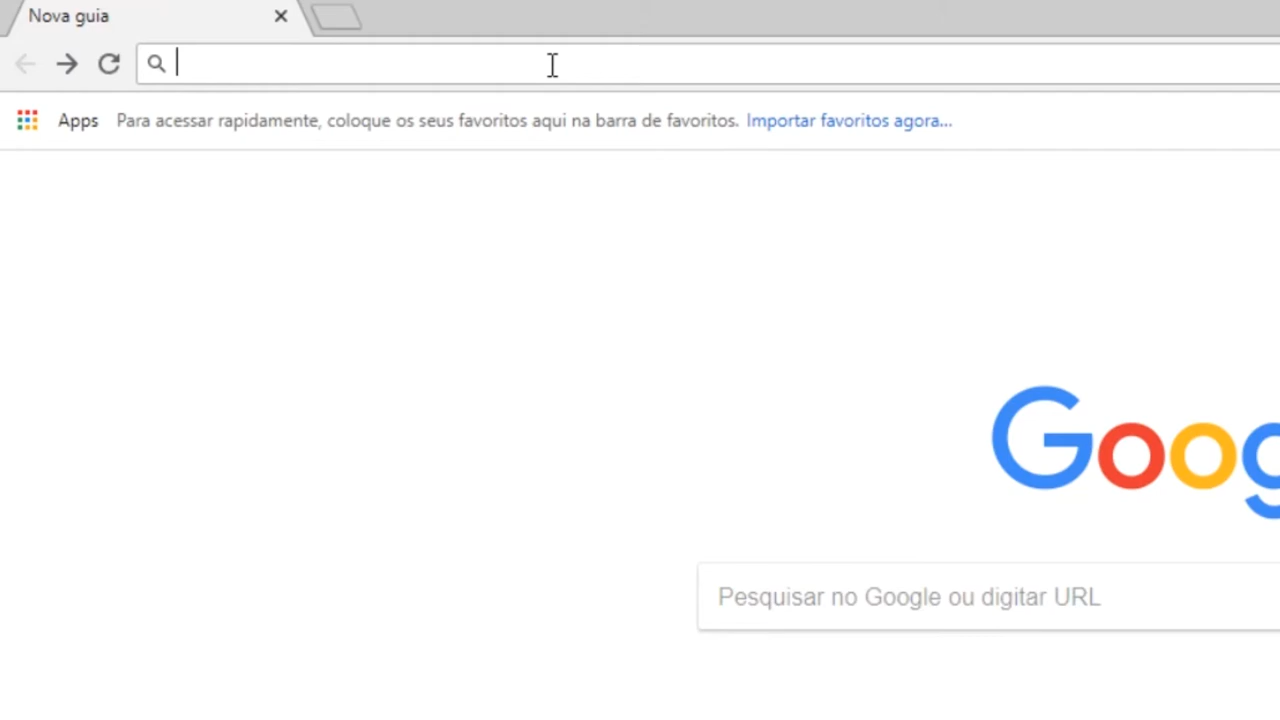 Nova guia
Apps Para acessar rapidamente, coloque os seus favoritos aqui na barra de favoritos. Importar favoritos agora...
Goog
Pesquisar no Google ou digitar URL